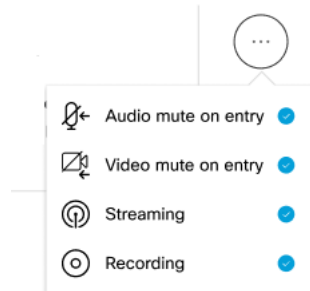 Audio mute on entry
Video mute on entry
Streaming
Recording